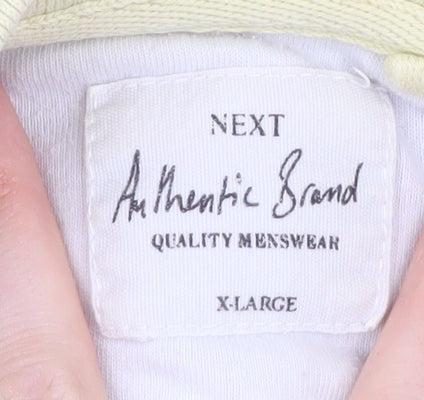 NEXT
Authentic Brand
QUALITY MENSWEAR
X-LARGE